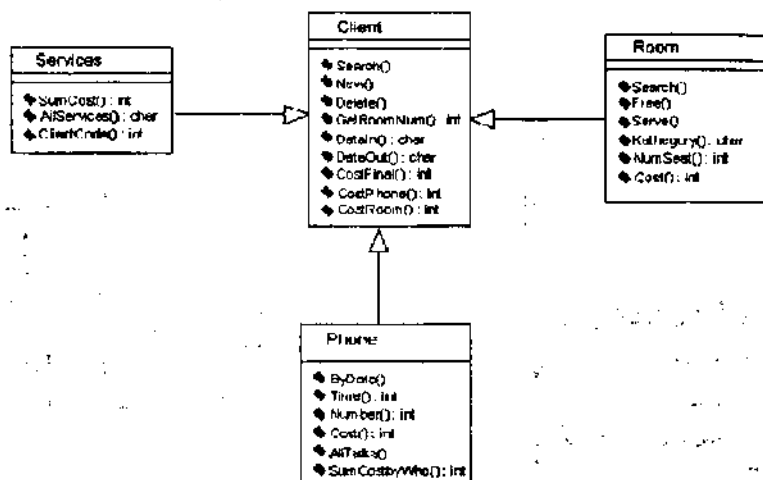 Client
Search()
New()
Delete()
GetRoomNum() : int
DateIn() : char
DateOut() : char
CostFinal() : int
CostPhone() : int
CostRoom() : int
Services
SumCost() : int
AllServices() : char
ClientCode() : int
Room
Search()
Free()
Serve()
Kathegory() : char
NumSeat() : int
Cost() : int
Phone
ByDate()
Time() : int
Number() : int
Cost() : int
AllTalks()
SumCostbyWho() : int